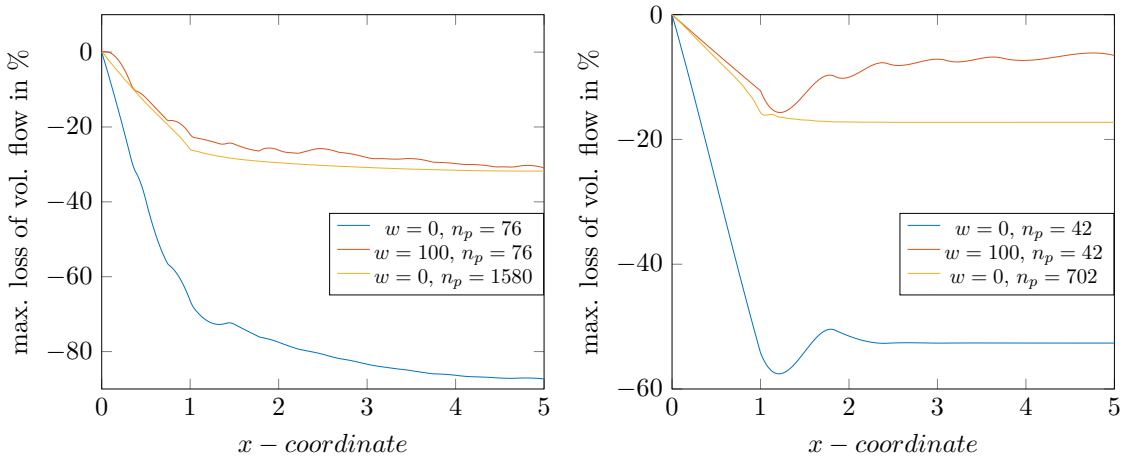 max. loss of vol. flow in %
0
−20
−40
−60
−80
0 1 2 3 4 5
x − coordinate
w = 0, n_p = 76
w = 100, n_p = 76
w = 0, n_p = 1580
max. loss of vol. flow in %
0
−20
−40
−60
0 1 2 3 4 5
x − coordinate
w = 0, n_p = 42
w = 100, n_p = 42
w = 0, n_p = 702